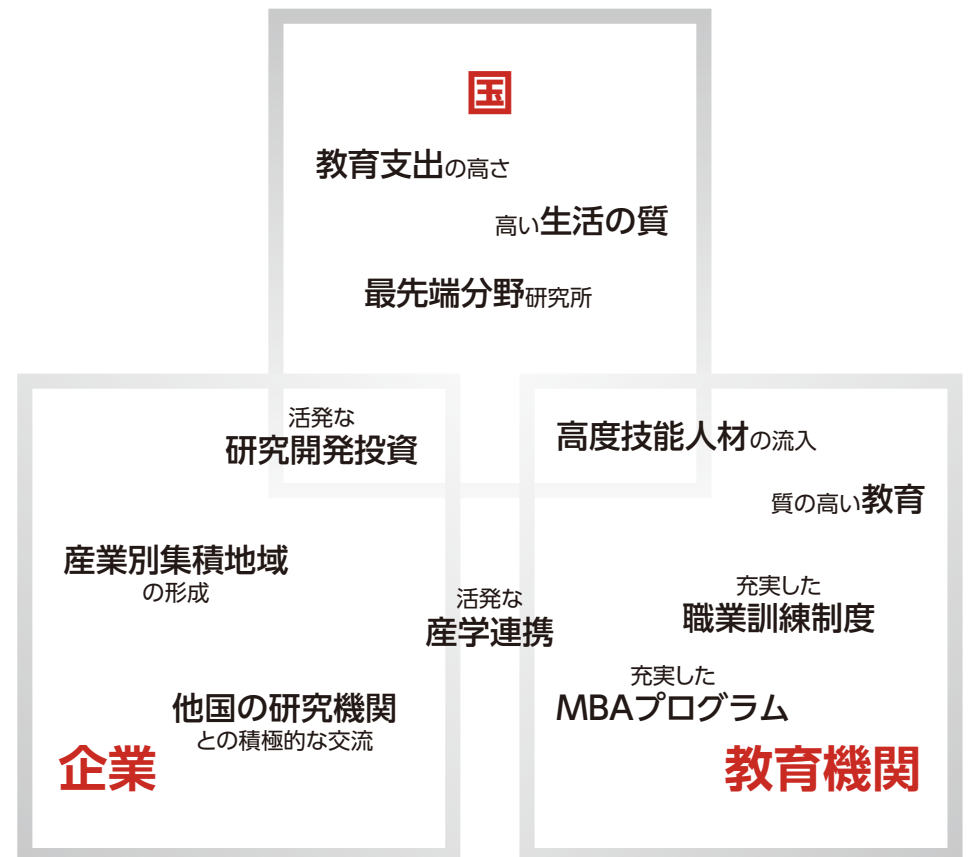 国
教育支出の高さ
高い生活の質
最先端分野研究所
活発な
研究開発投資
高度技能人材の流入
質の高い教育
産業別集積地域
の形成
活発な
産学連携
充実した
職業訓練制度
他国の研究機関
との積極的な交流
充実した
MBAプログラム
企業
教育機関